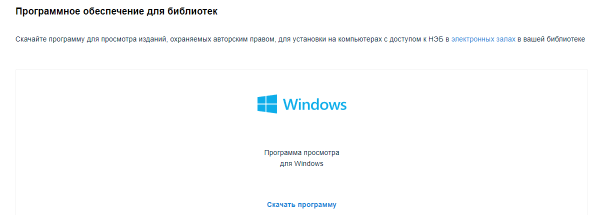 Программное обеспечение для библиотек
Скачайте программу для просмотра изданий, охраняемых авторским правом, для установки на компьютерах с доступом к НЭБ в электронных залах в вашей библиотеке
Windows
Программа просмотра
для Windows
Скачать программу